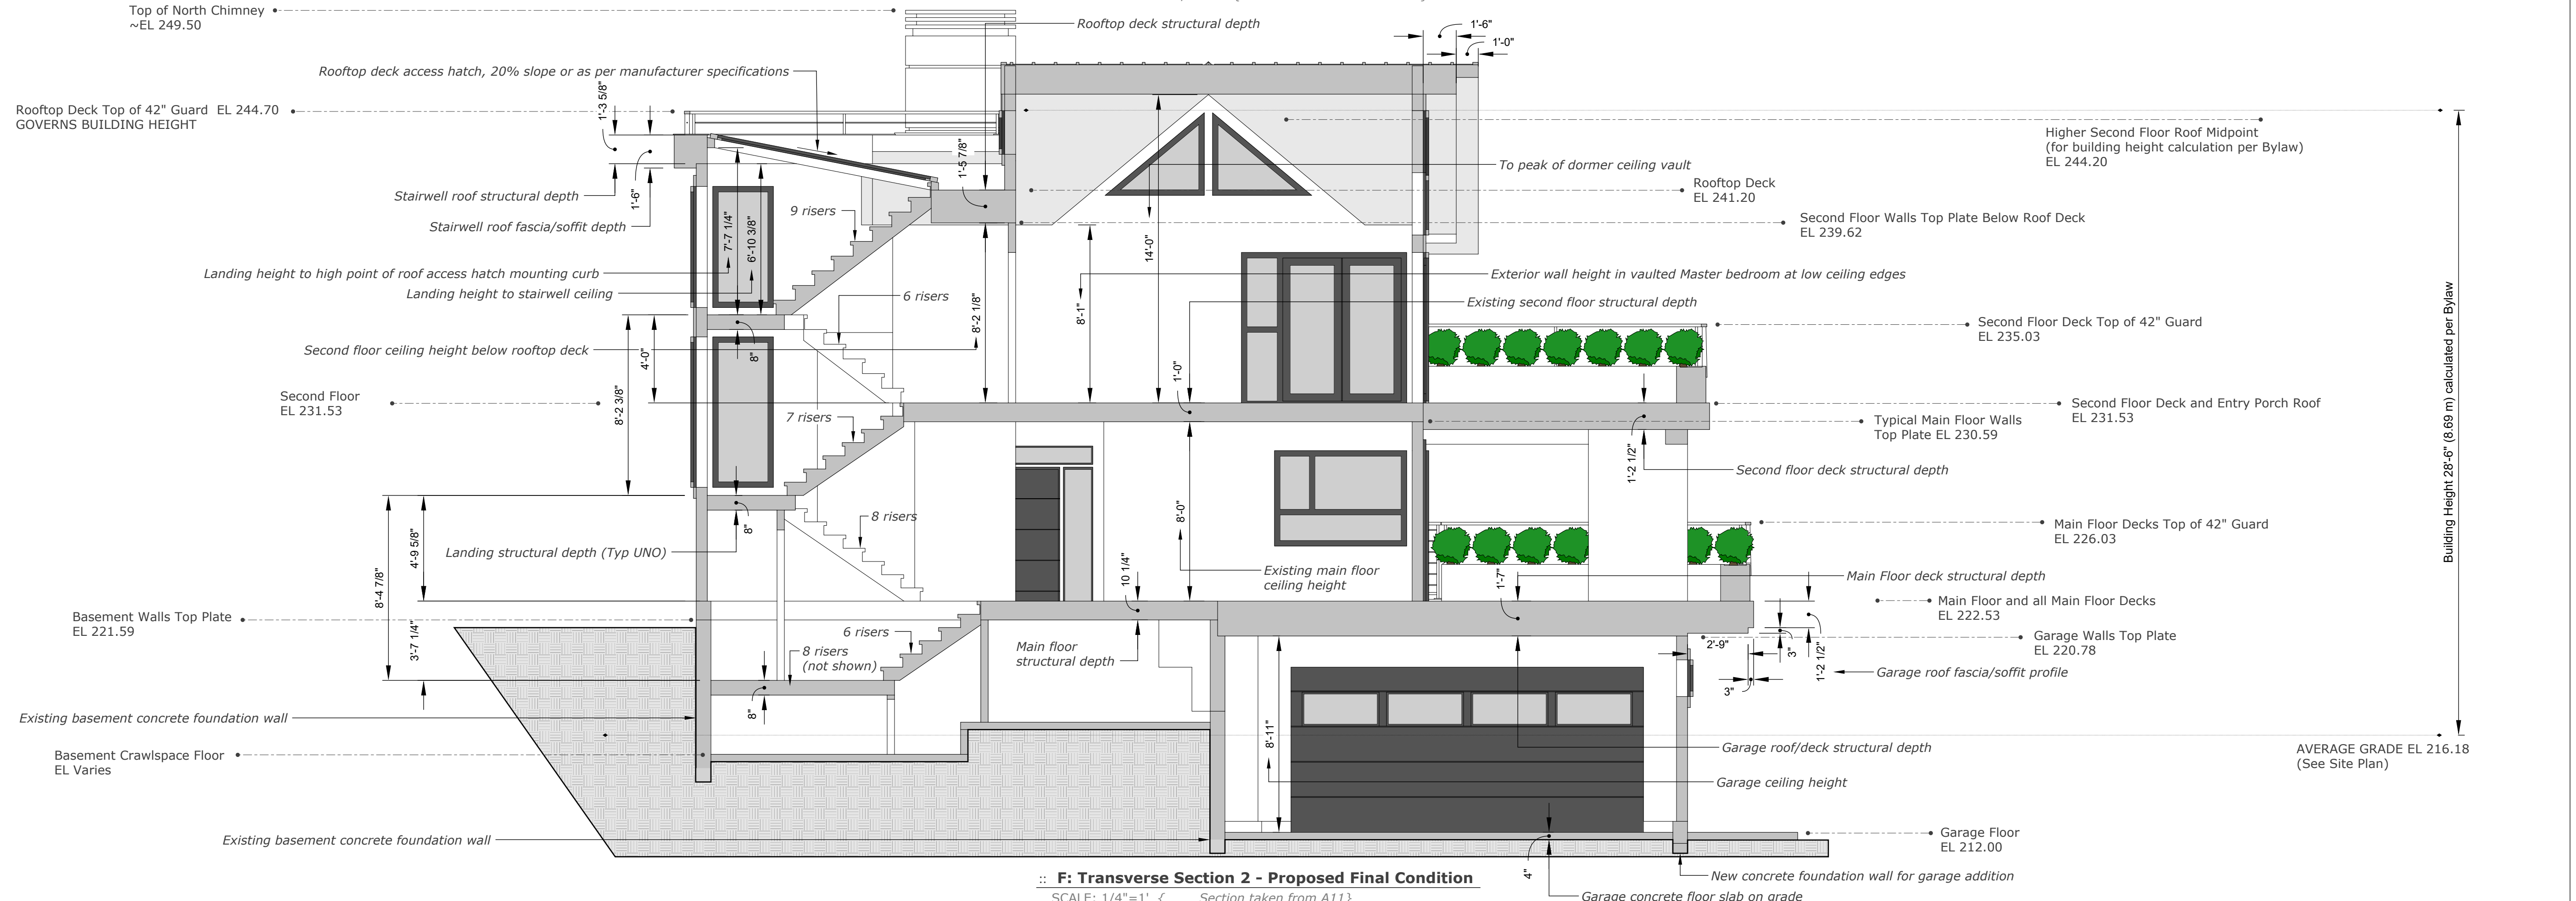 Top of North Chimney
~EL 249.50
Rooftop deck structural depth
1'-6"
1'-0"
Rooftop deck access hatch, 20% slope or as per manufacturer specifications
Rooftop Deck Top of 42" Guard EL 244.70
GOVERNS BUILDING HEIGHT
1'-3 5/8"
Higher Second Floor Roof Midpoint
(for building height calculation per Bylaw)
EL 244.20
1'-5 7/8"
To peak of dormer ceiling vault
Rooftop Deck
EL 241.20
Stairwell roof structural depth
1'-6"
Stairwell roof fascia/soffit depth
9 risers
Second Floor Walls Top Plate Below Roof Deck
EL 239.62
7'-7 1/4"
6'-10 3/8"
14'-0"
Landing height to high point of roof access hatch mounting curb
Landing height to stairwell ceiling
6 risers
8'-2 1/8"
8'-1"
Exterior wall height in vaulted Master bedroom at low ceiling edges
Existing second floor structural depth
Second Floor Deck Top of 42" Guard
EL 235.03
Second floor ceiling height below rooftop deck
8"
4'-0"
1'-0"
Second Floor
EL 231.53
8'-2 3/8"
7 risers
Second Floor Deck and Entry Porch Roof
EL 231.53
Typical Main Floor Walls
Top Plate EL 230.59
1'-2 1/2"
Second floor deck structural depth
Building Height 28'-6" (8.69 m) calculated per Bylaw
8"
8 risers
8'-0"
Landing structural depth (Typ UNO)
4'-9 5/8"
8'-4 7/8"
Main Floor Decks Top of 42" Guard
EL 226.03
Existing main floor
ceiling height
10 1/4"
1'-7"
Main Floor deck structural depth
Main Floor and all Main Floor Decks
EL 222.53
Basement Walls Top Plate
EL 221.59
3'-7 1/4"
6 risers
8 risers
(not shown)
Main floor
structural depth
Garage Walls Top Plate
EL 220.78
2'-9"
3"
1'-2 1/2"
3"
Garage roof fascia/soffit profile
8"
Existing basement concrete foundation wall
8'-11"
Basement Crawlspace Floor
EL Varies
Garage roof/deck structural depth
AVERAGE GRADE EL 216.18
(See Site Plan)
Garage ceiling height
Existing basement concrete foundation wall
Garage Floor
EL 212.00
4"
New concrete foundation wall for garage addition
:: F: Transverse Section 2 - Proposed Final Condition
SCALE: 1/4"=1' { Section taken from A11}
Garage concrete floor slab on grade